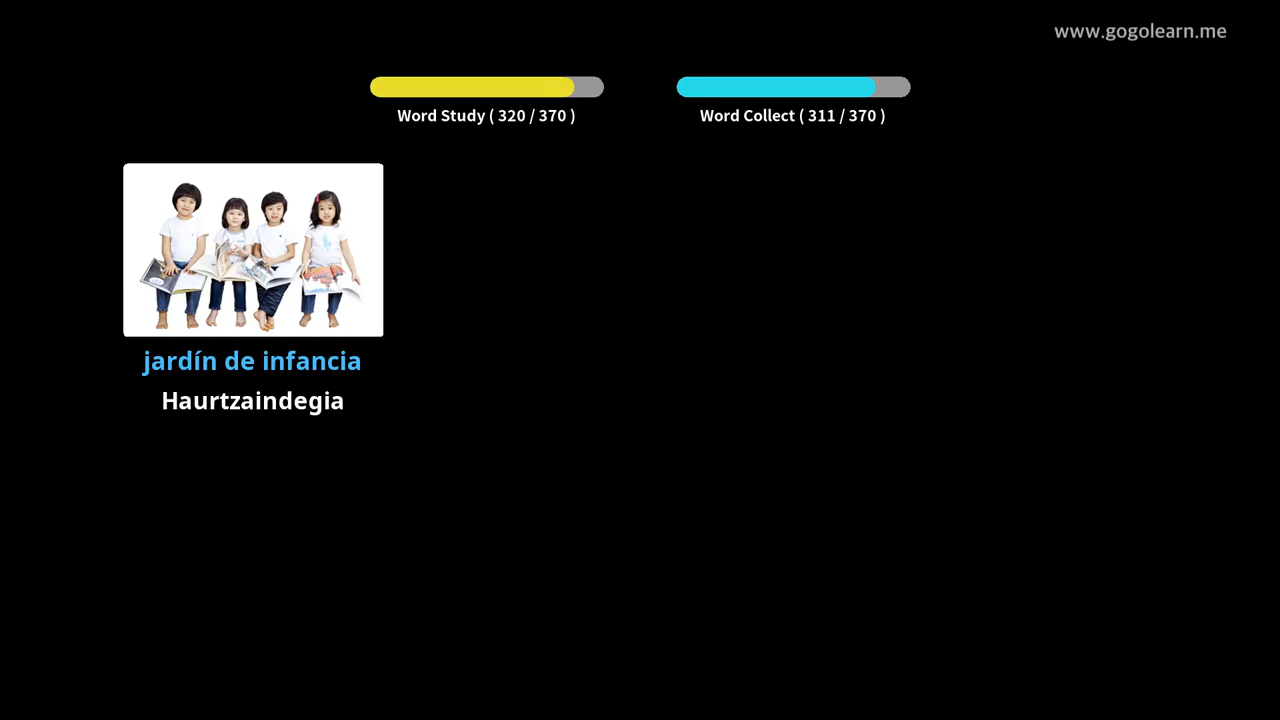 www.gogolearn.me
Word Study ( 320 / 370 )
Word Collect ( 311 / 370 )
jardín de infancia
Haurtzaindegia